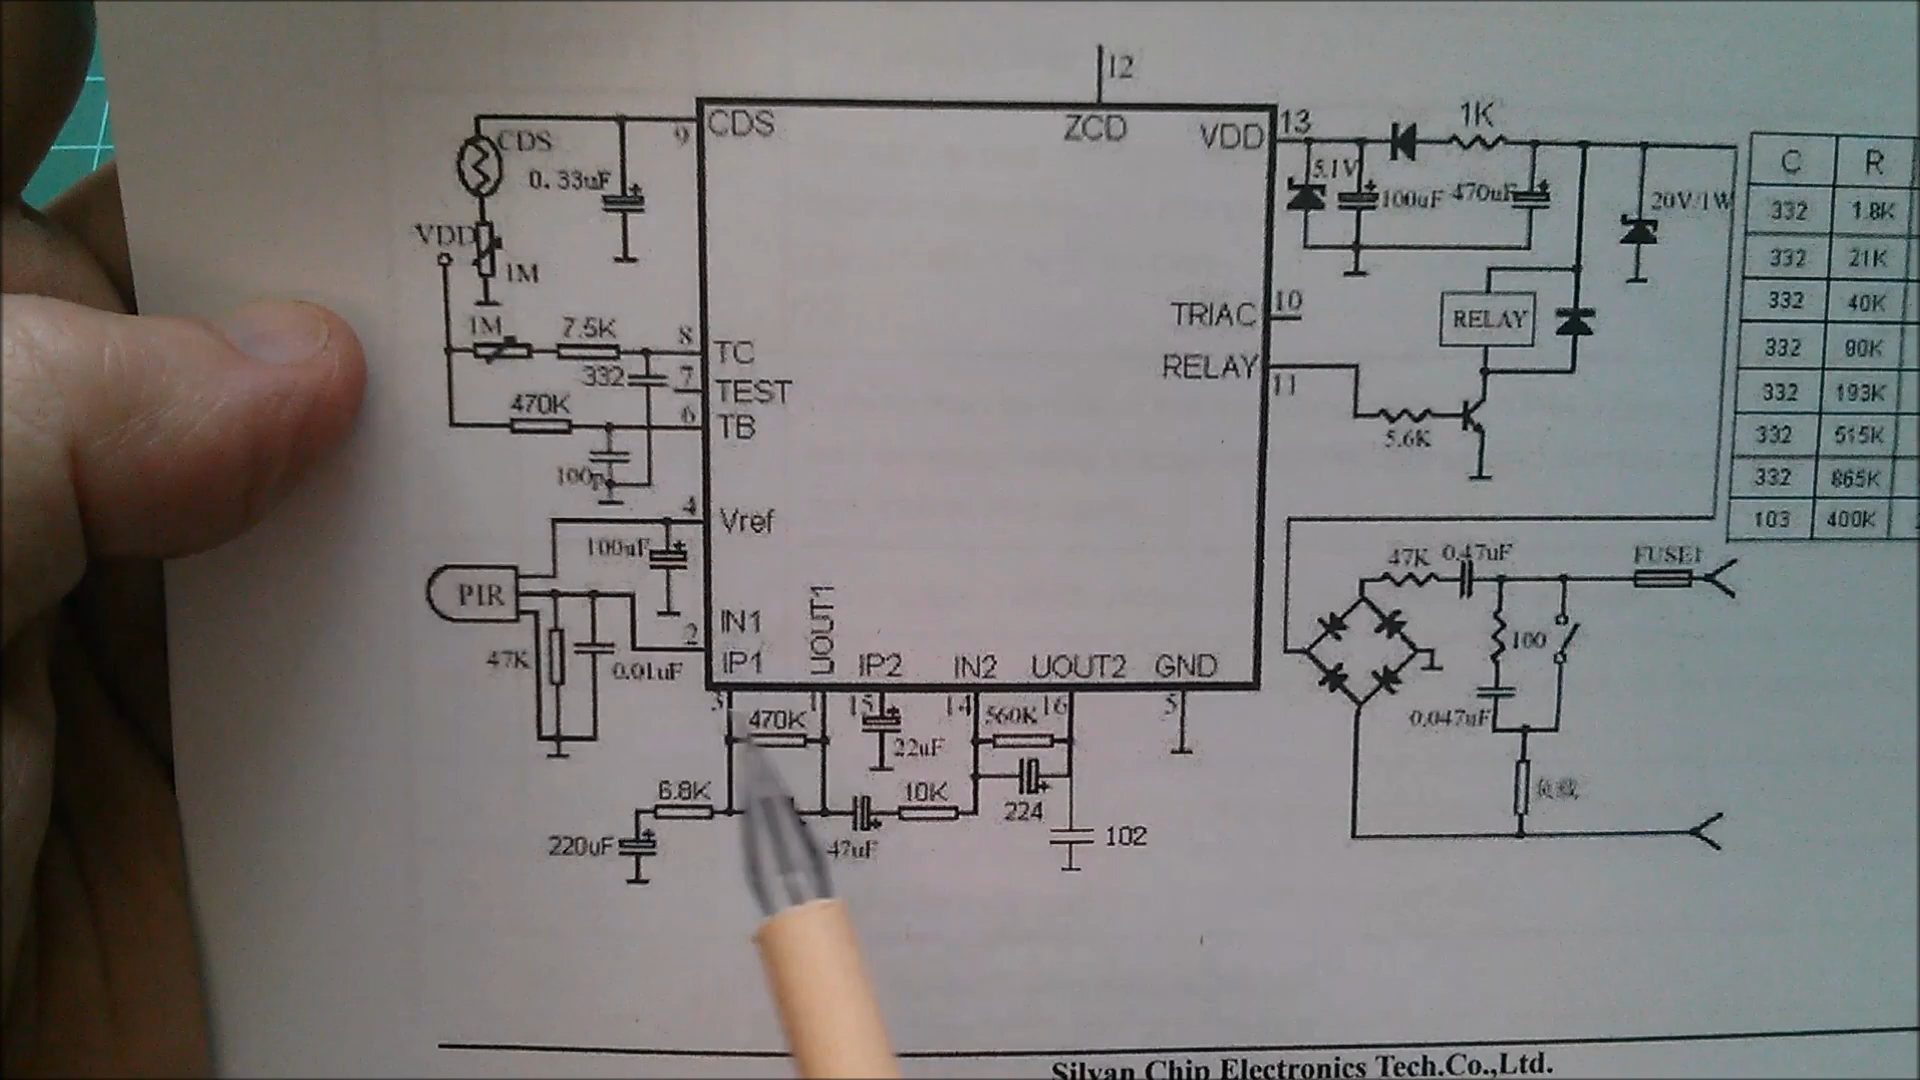 12
CDS
9
CDS
ZCD
VDD
13
1K
0.33uF
5.1V
100uF
470uF
20V/1W
VDD
1M
1M
7.5K
8
TC
332
7
TEST
470K
6
TB
100p
TRIAC
10
RELAY
RELAY
11
5.6K
4
Vref
100uF
PIR
IN1
2
IP1
UOUT1
IP2
IN2
UOUT2
GND
47K
0.01uF
3
470K
1
15
22uF
14
560K
16
5
6.8K
10K
224
220uF
47uF
102
47K
0.47uF
FUSE1
100
0.047uF
负载
C R
332 1.8K
332 21K
332 40K
332 80K
332 193K
332 515K
332 865K
103 400K
Silvan Chip Electronics Tech.Co.,Ltd.